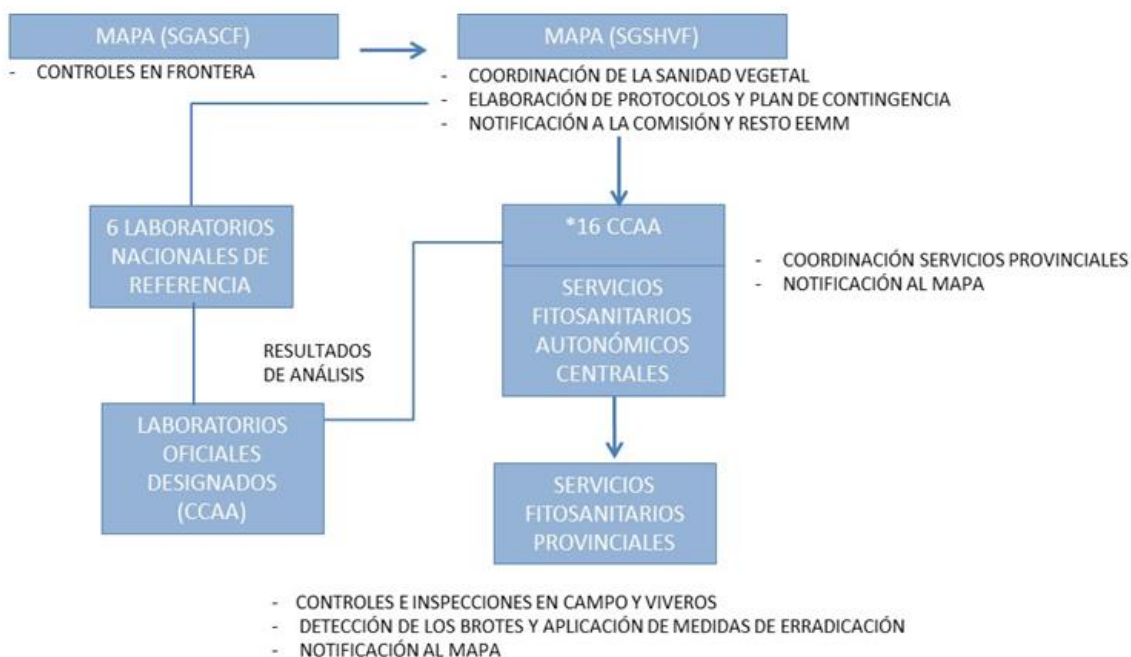 MAPA (SGASCF)
- CONTROLES EN FRONTERA
MAPA (SGSHVF)
- COORDINACIÓN DE LA SANIDAD VEGETAL
- ELABORACIÓN DE PROTOCOLOS Y PLAN DE CONTINGENCIA
- NOTIFICACIÓN A LA COMISIÓN Y RESTO EEMM
6 LABORATORIOS
NACIONALES DE
REFERENCIA
*16 CCAA
SERVICIOS
FITOSANITARIOS
AUTONÓMICOS
CENTRALES
- COORDINACIÓN SERVICIOS PROVINCIALES
- NOTIFICACIÓN AL MAPA
RESULTADOS
DE ANÁLISIS
LABORATORIOS
OFICIALES
DESIGNADOS
(CCAA)
SERVICIOS
FITOSANITARIOS
PROVINCIALES
- CONTROLES E INSPECCIONES EN CAMPO Y VIVEROS
- DETECCIÓN DE LOS BROTES Y APLICACIÓN DE MEDIDAS DE ERRADICACIÓN
- NOTIFICACIÓN AL MAPA